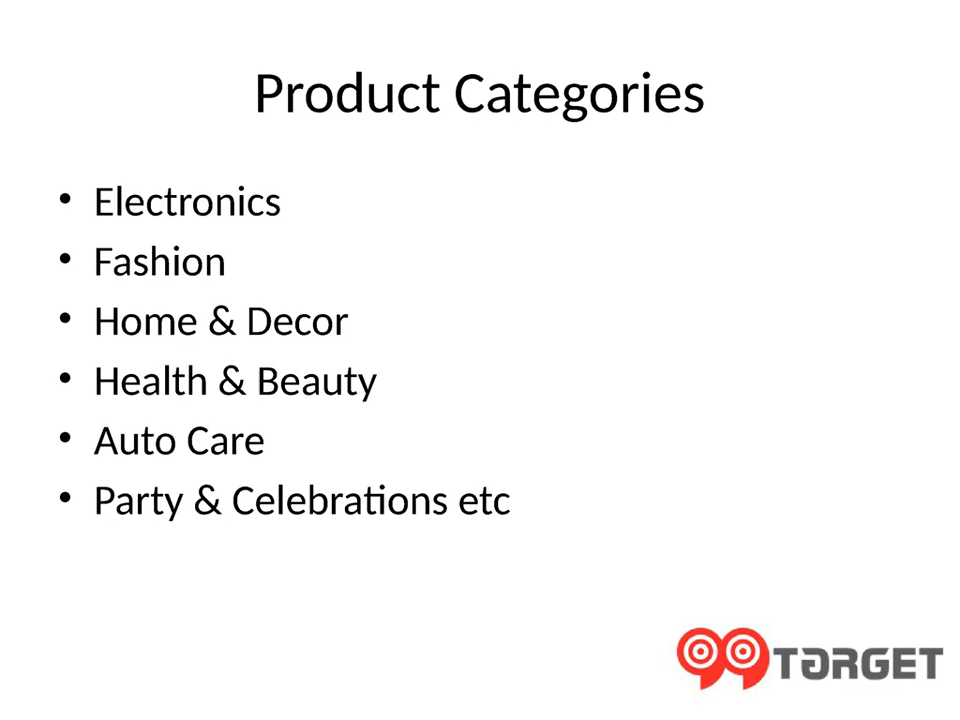 Product Categories
• Electronics
• Fashion
• Home & Decor
• Health & Beauty
• Auto Care
• Party & Celebrations etc
99 TARGET